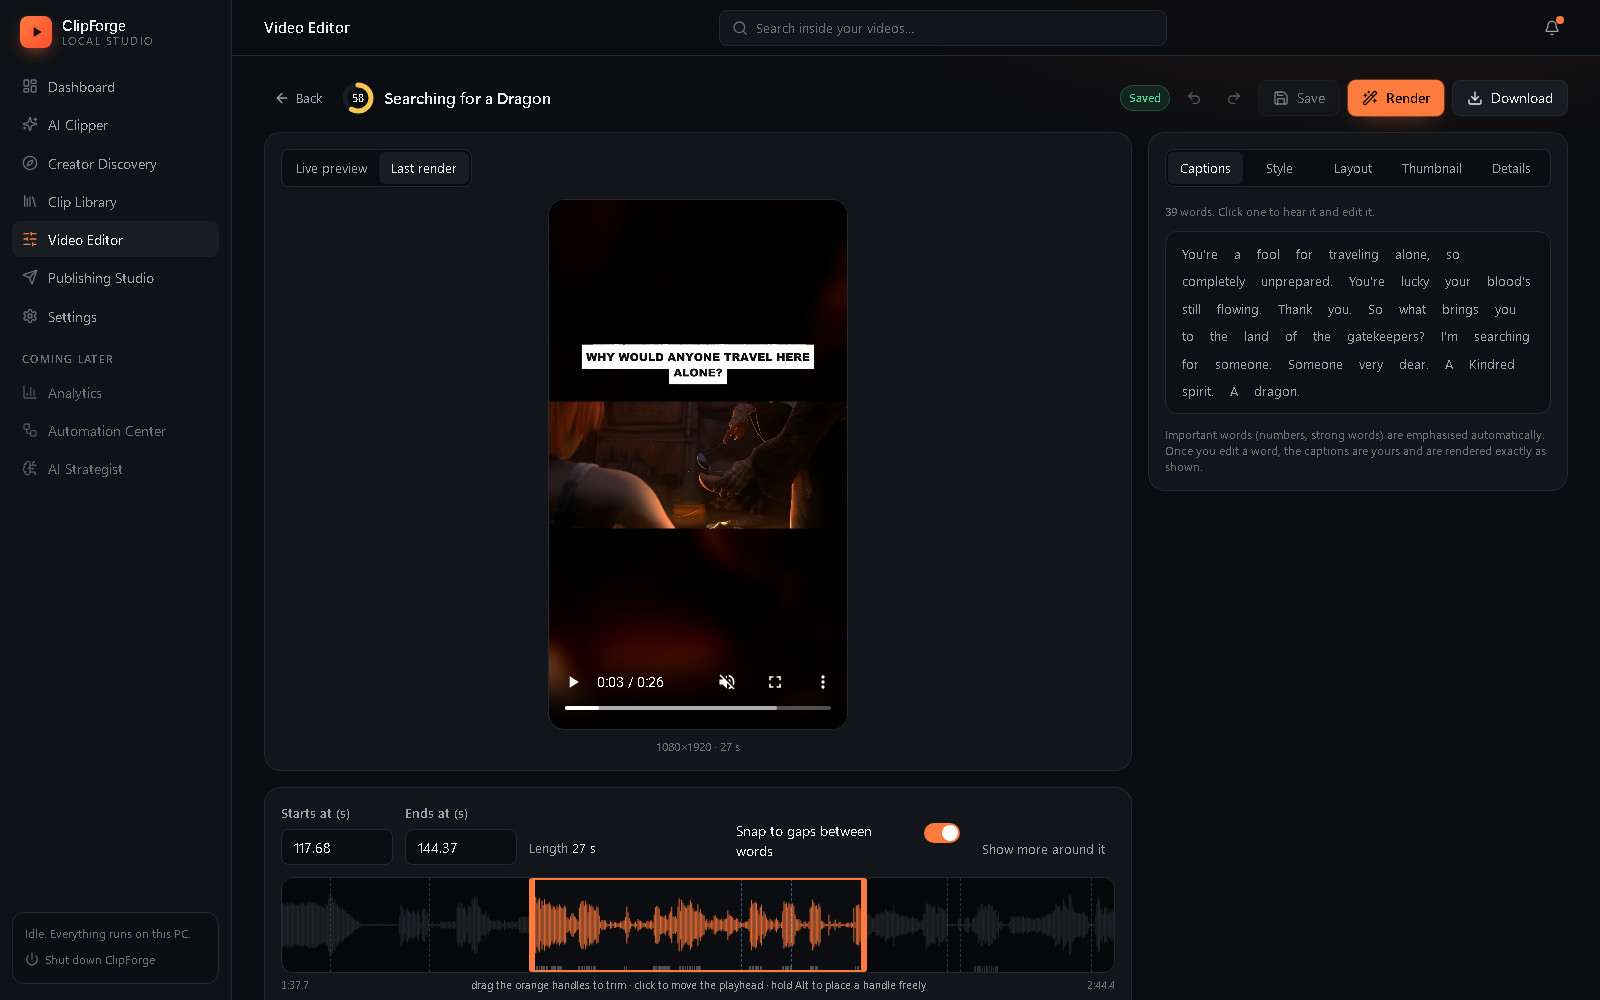 ClipForge
LOCAL STUDIO
Dashboard
AI Clipper
Creator Discovery
Clip Library
Video Editor
Publishing Studio
Settings
COMING LATER
Analytics
Automation Center
AI Strategist
Idle. Everything runs on this PC.
Shut down ClipForge
Video Editor
Search inside your videos...
Back
58
Searching for a Dragon
Saved
Save
Render
Download
Live preview
Last render
WHY WOULD ANYONE TRAVEL HERE
ALONE?
0:03 / 0:26
1080×1920 · 27 s
Captions
Style
Layout
Thumbnail
Details
39 words. Click one to hear it and edit it.
You're a fool for traveling alone, so
completely unprepared. You're lucky your blood's
still flowing. Thank you. So what brings you
to the land of the gatekeepers? I'm searching
for someone. Someone very dear. A Kindred
spirit. A dragon.
Important words (numbers, strong words) are emphasised automatically.
Once you edit a word, the captions are yours and are rendered exactly as
shown.
Starts at (s)
Ends at (s)
117.68
144.37
Length 27 s
Snap to gaps between
words
Show more around it
1:37.7
drag the orange handles to trim · click to move the playhead · hold Alt to place a handle freely
2:44.4